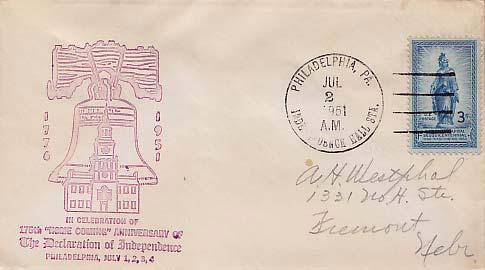 1776
1951
IN CELEBRATION OF
175th "HOME COMING" ANNIVERSARY OF
The Declaration of Independence
PHILADELPHIA, JULY 1, 2, 3, 4
PHILADELPHIA, PA.
JUL
2
1951
A.M.
INDEPENDENCE HALL STA.
3¢
A.H. Westphal
1331 No. H. Str.
Fremont
Nebr.